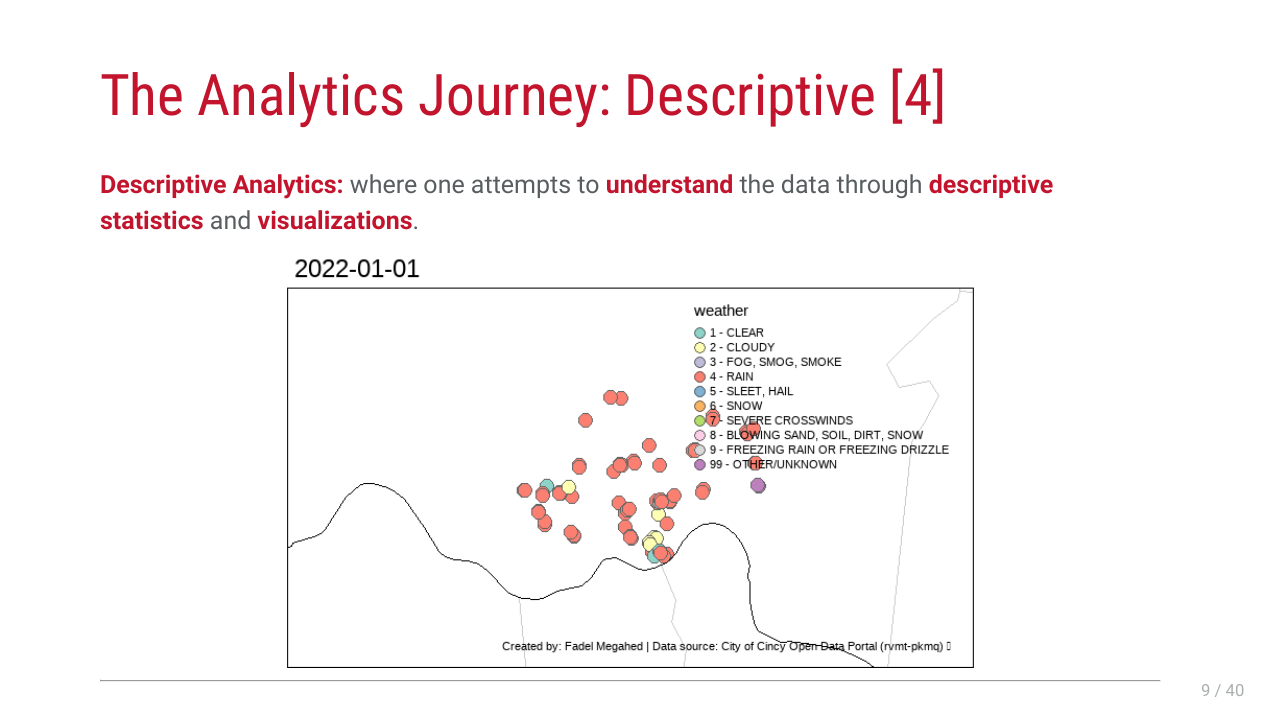 The Analytics Journey: Descriptive [4]
Descriptive Analytics: where one attempts to understand the data through descriptive
statistics and visualizations.
2022-01-01
weather
1 - CLEAR
2 - CLOUDY
3 - FOG, SMOG, SMOKE
4 - RAIN
5 - SLEET, HAIL
6 - SNOW
7 - SEVERE CROSSWINDS
8 - BLOWING SAND, SOIL, DIRT, SNOW
9 - FREEZING RAIN OR FREEZING DRIZZLE
99 - OTHER/UNKNOWN
Created by: Fadel Megahed | Data source: City of Cincy Open Data Portal (rvmt-pkmq)
9 / 40